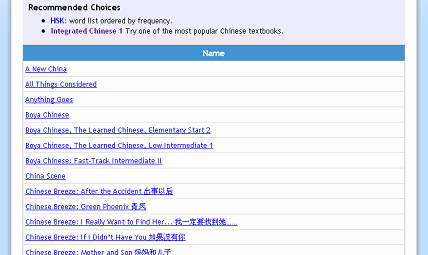 Recommended Choices
HSK: word list ordered by frequency.
Integrated Chinese 1 Try one of the most popular Chinese textbooks.
Name
A New China
All Things Considered
Anything Goes
Boya Chinese
Boya Chinese, The Learned Chinese, Elementary Start 2
Boya Chinese, The Learned Chinese, Low Intermediate 1
Boya Chinese: Fast-Track Intermediate II
China Scene
Chinese Breeze: After the Accident 出事以后
Chinese Breeze: Green Phoenix 青凤
Chinese Breeze: I Really Want to Find Her... 我一定要找到她......
Chinese Breeze: If I Didn't Have You 如果没有你
Chinese Breeze: Mother and Son 妈妈和儿子